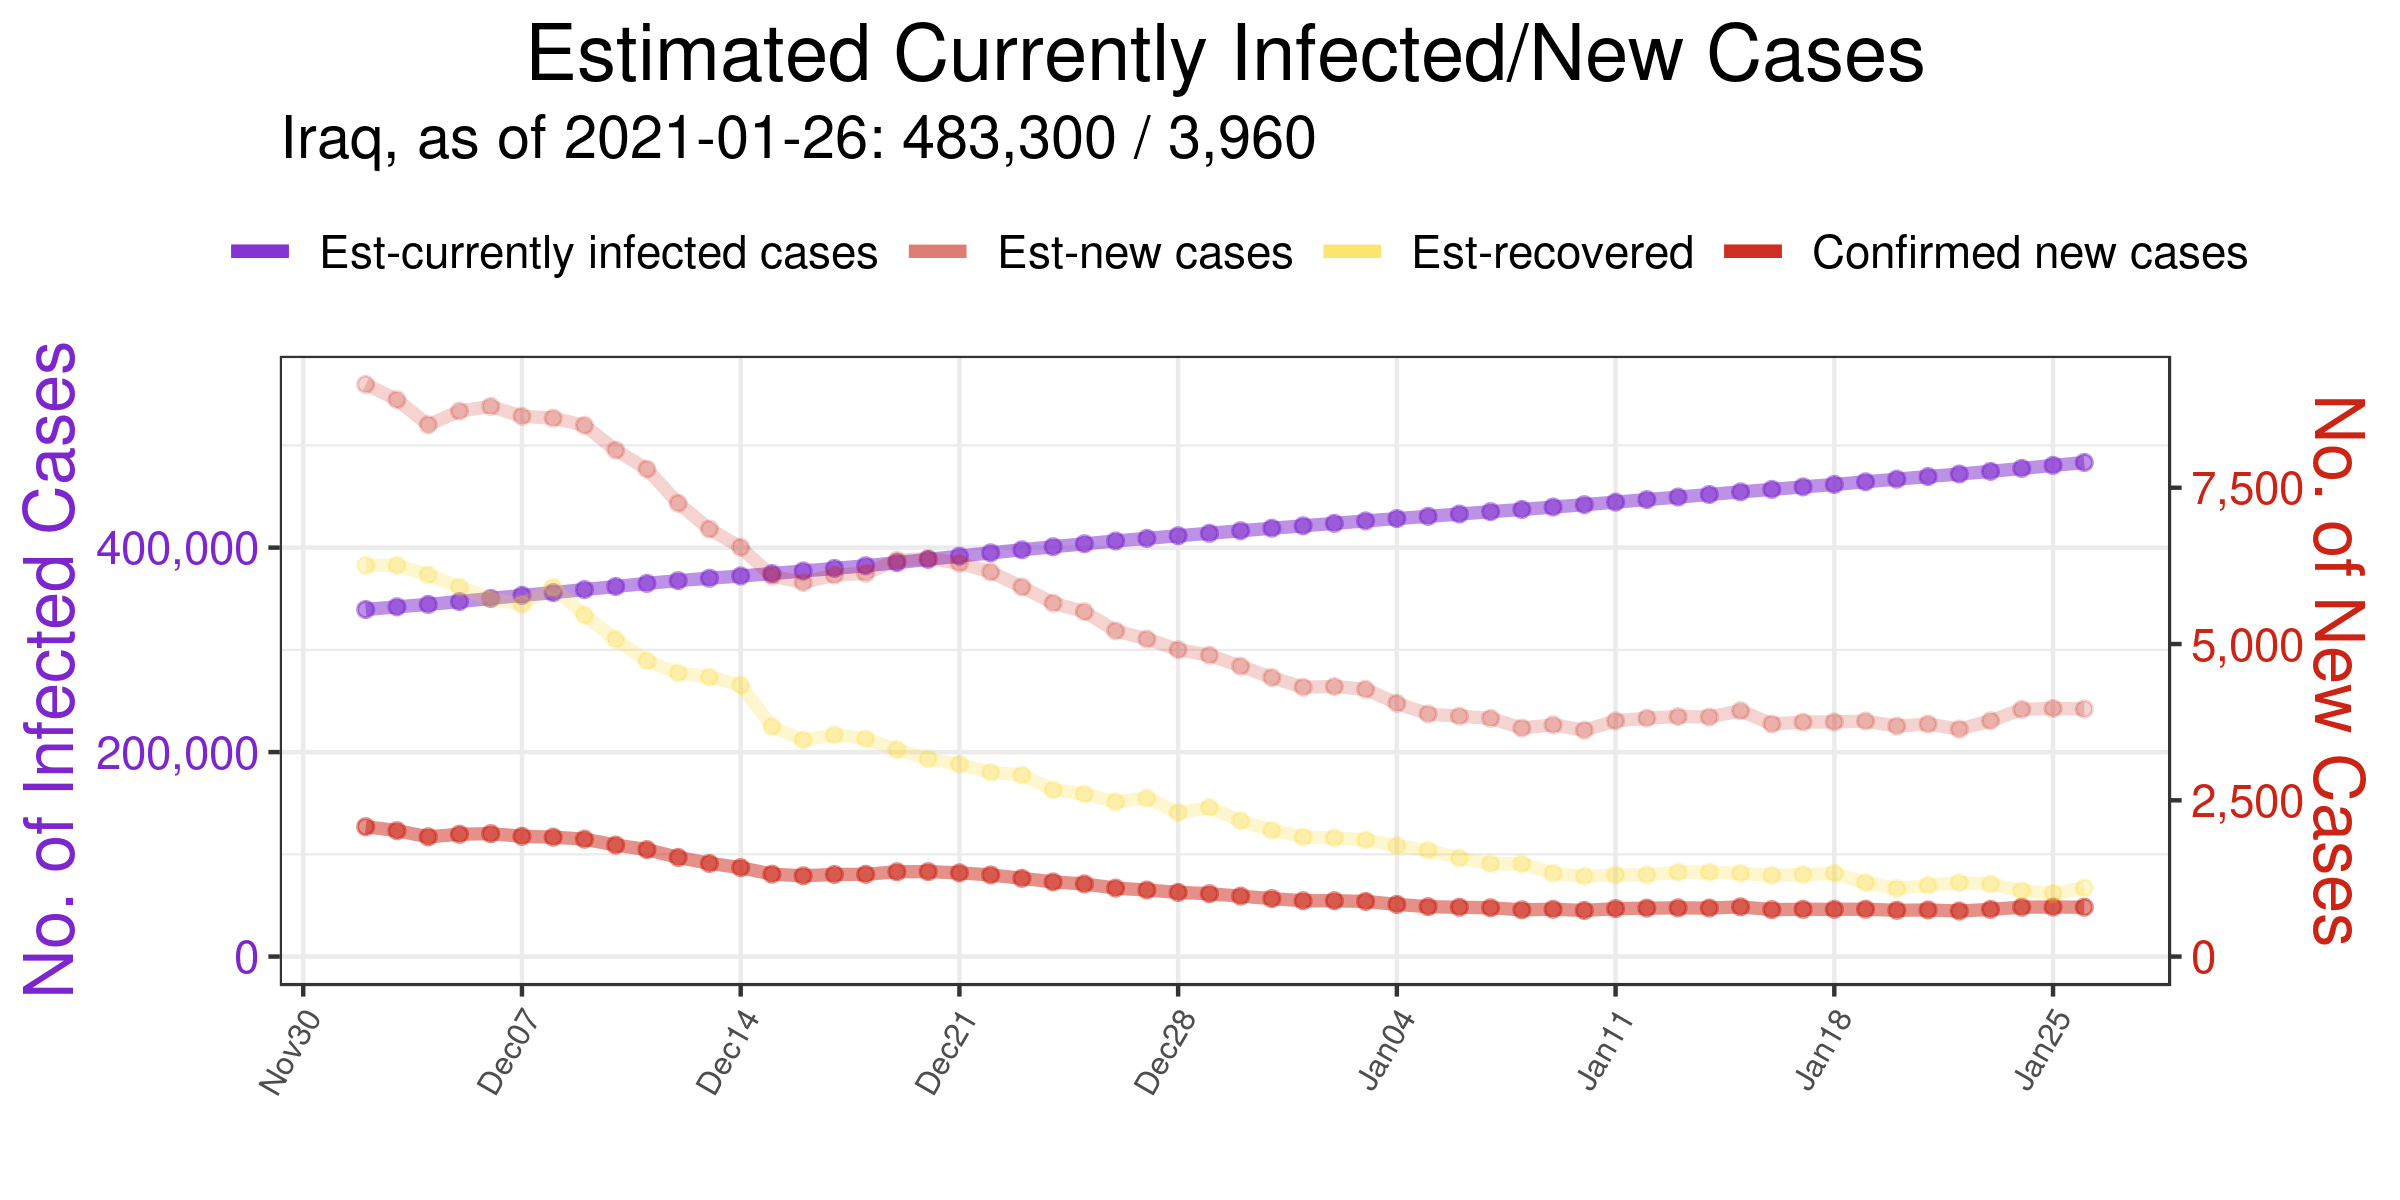 Estimated Currently Infected/New Cases
Iraq, as of 2021-01-26: 483,300 / 3,960
Est-currently infected cases Est-new cases Est-recovered Confirmed new cases
No. of Infected Cases
400,000
200,000
0
7,500
5,000
2,500
0
No. of New Cases
Nov30 Dec07 Dec14 Dec21 Dec28 Jan04 Jan11 Jan18 Jan25